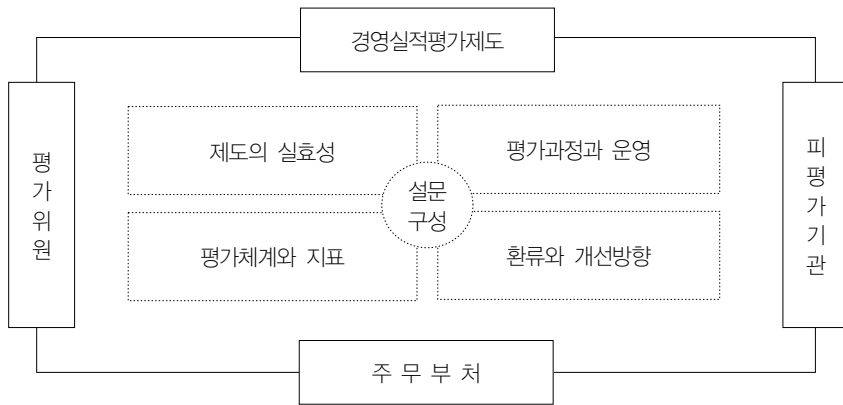 경영실적평가제도
평가위원
제도의 실효성
평가과정과 운영
설문
구성
평가체계와 지표
환류와 개선방향
피평가기관
주 무 부 처